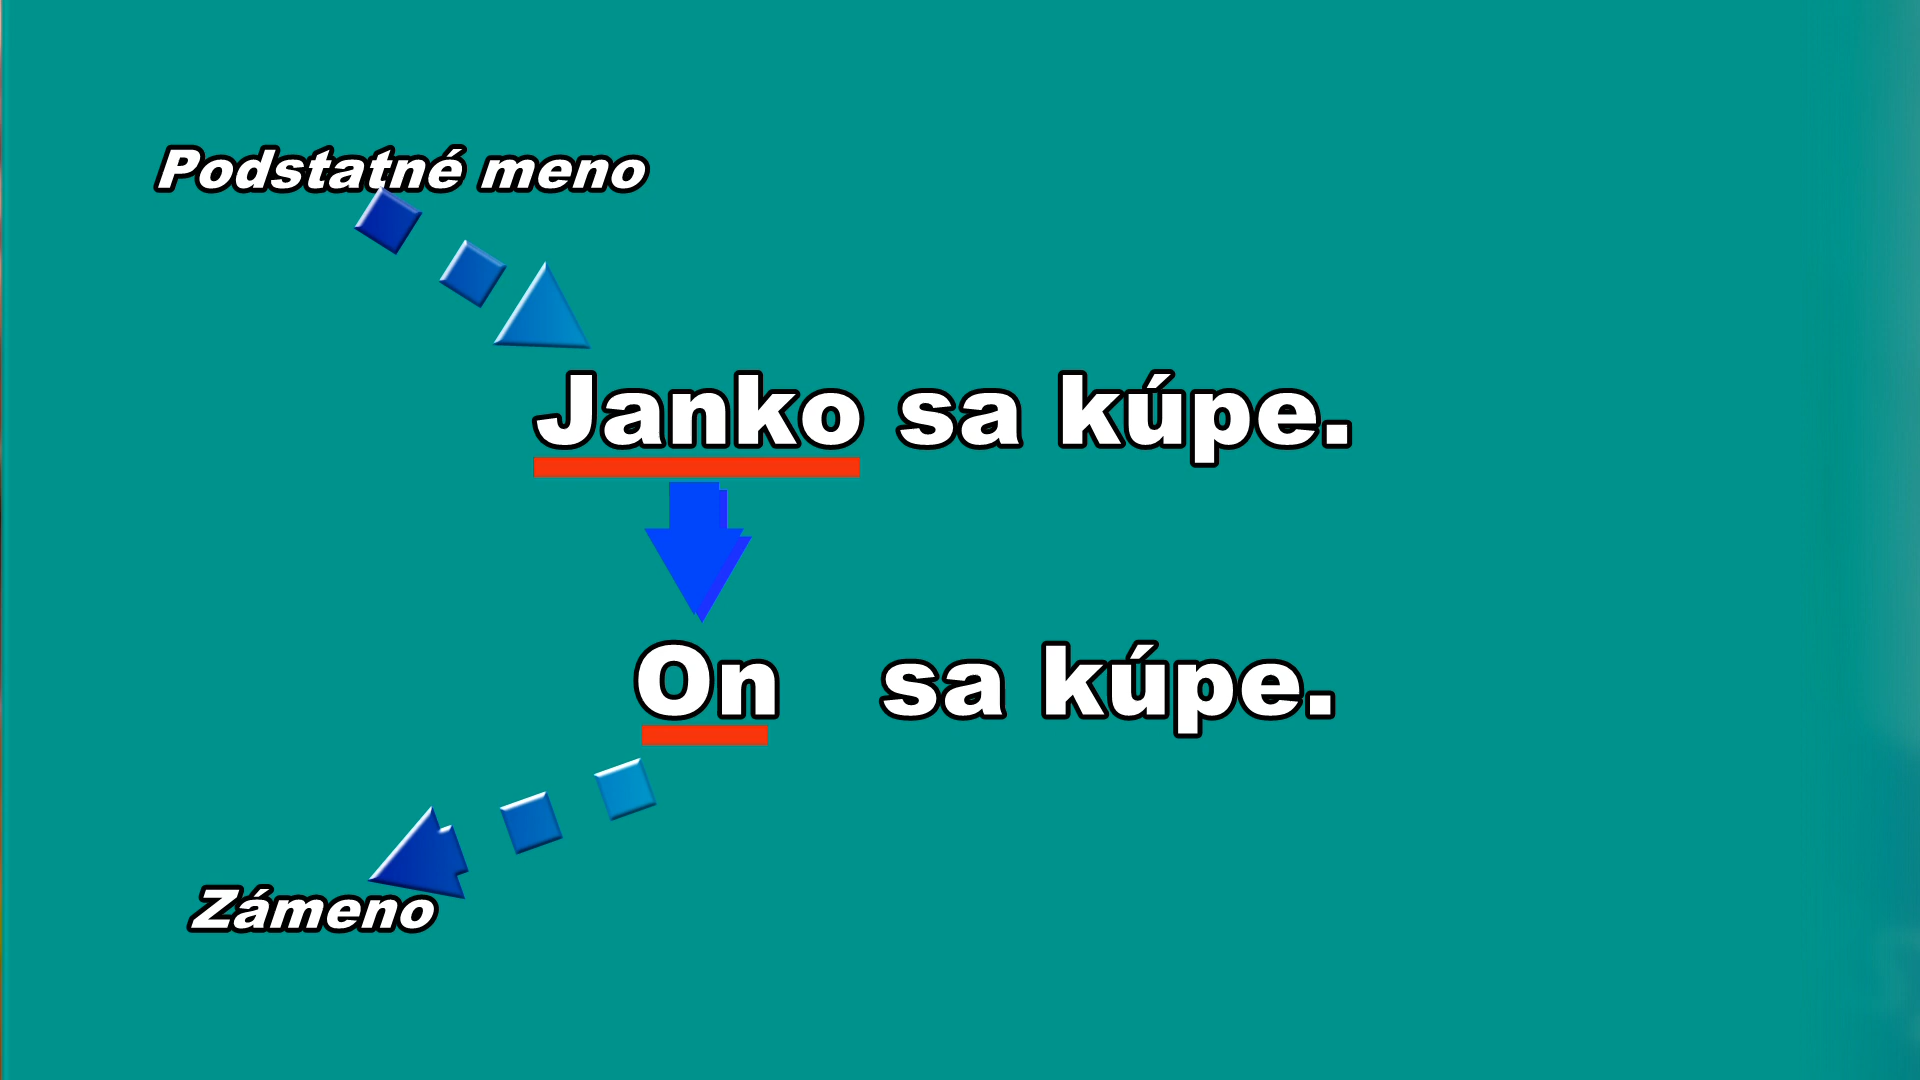 Podstatné meno
Janko sa kúpe.
On sa kúpe.
Zámeno